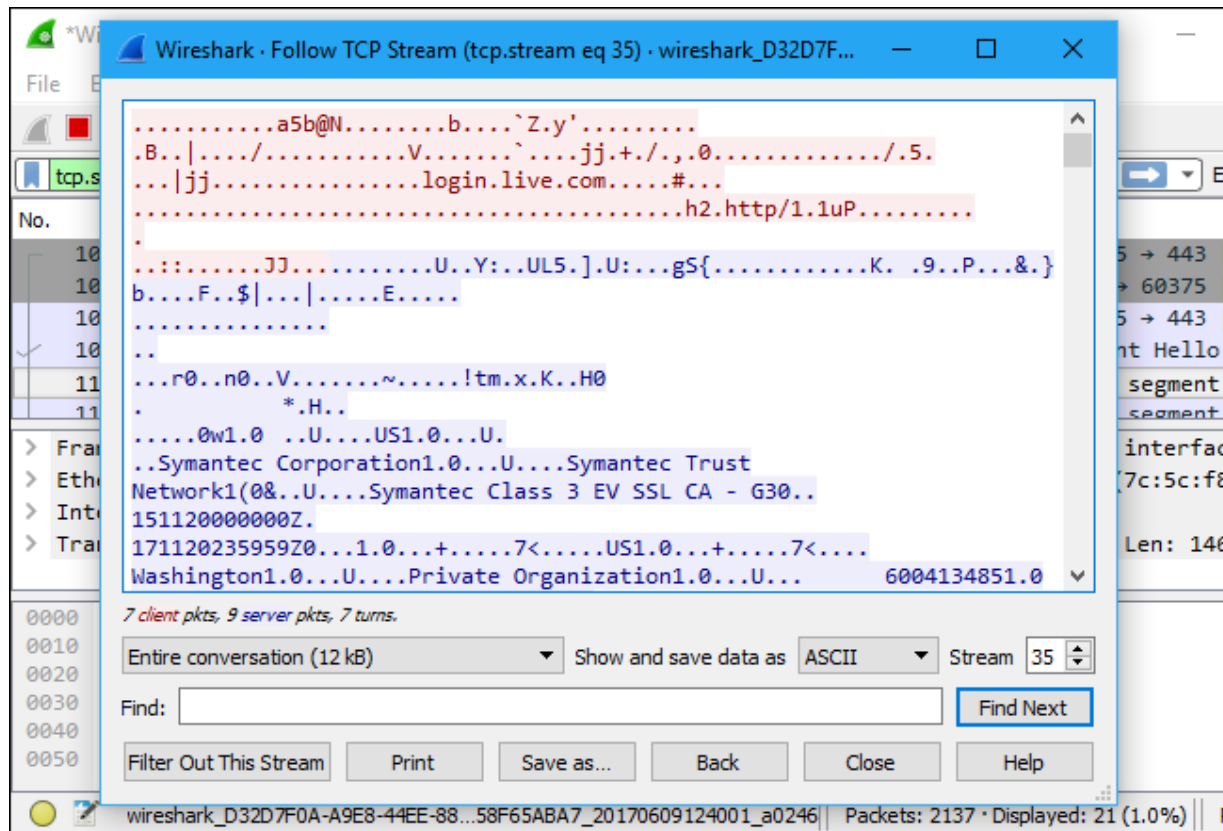 *Wi
Wireshark · Follow TCP Stream (tcp.stream eq 35) · wireshark_D32D7F...
File E
tcp.s
No.
...........a5b@N........b....`Z.y'.........
.B..|..../...........V.......`....jj.+./.,.0............./.5.
...|jj................login.live.com.....#...
..........................................h2.http/1.1uP.........
.
..::......JJ............U..Y:..UL5.].U:...gS{............K. .9..P...&.}
b....F..$|...|.....E.....
...............
..
...r0..n0..V.......~.....!tm.x.K..H0
. *.H..
.....0w1.0 ..U....US1.0...U.
..Symantec Corporation1.0...U....Symantec Trust
Network1(0&..U....Symantec Class 3 EV SSL CA - G30..
151120000000Z.
171120235959Z0...1.0...+.....7<.....US1.0...+.....7<....
Washington1.0...U....Private Organization1.0...U... 6004134851.0
10 5 → 443
10 → 60375
10 5 → 443
10 nt Hello
11 segment
11 segment
Fra interfac
Eth (7c:5c:f8
Int
Tra Len: 146
7 client pkts, 9 server pkts, 7 turns.
Entire conversation (12 kB) Show and save data as ASCII Stream 35
Find: Find Next
Filter Out This Stream Print Save as... Back Close Help
0000
0010
0020
0030
0040
0050
wireshark_D32D7F0A-A9E8-44EE-88...58F65ABA7_20170609124001_a0246 Packets: 2137 · Displayed: 21 (1.0%)